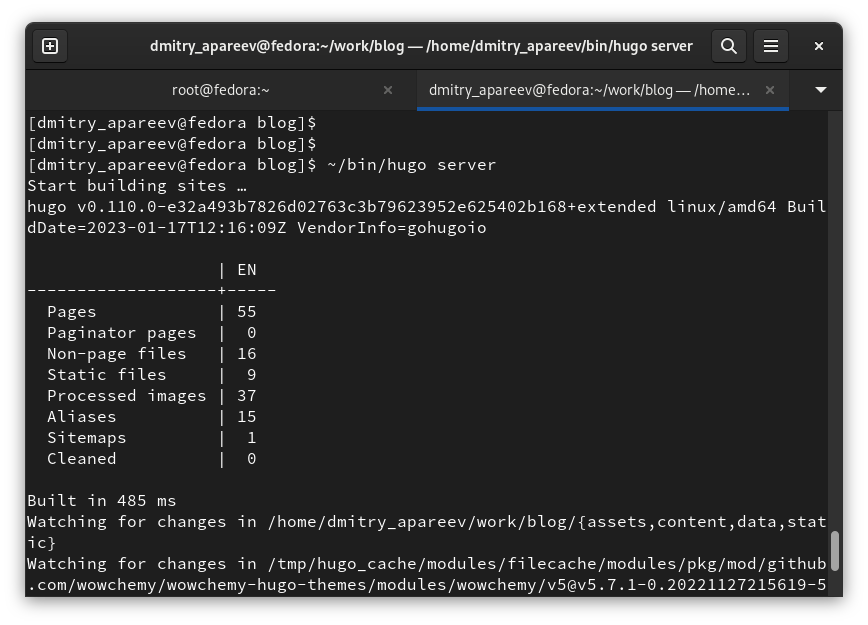 dmitry_apareev@fedora:~/work/blog — /home/dmitry_apareev/bin/hugo server
root@fedora:~
dmitry_apareev@fedora:~/work/blog — /home…
[dmitry_apareev@fedora blog]$
[dmitry_apareev@fedora blog]$
[dmitry_apareev@fedora blog]$ ~/bin/hugo server
Start building sites …
hugo v0.110.0-e32a493b7826d02763c3b79623952e625402b168+extended linux/amd64 Buil
dDate=2023-01-17T12:16:09Z VendorInfo=gohugoio
                   | EN
-------------------+-----
  Pages            | 55
  Paginator pages  |  0
  Non-page files   | 16
  Static files     |  9
  Processed images | 37
  Aliases          | 15
  Sitemaps         |  1
  Cleaned          |  0
Built in 485 ms
Watching for changes in /home/dmitry_apareev/work/blog/{assets,content,data,stat
ic}
Watching for changes in /tmp/hugo_cache/modules/filecache/modules/pkg/mod/github
.com/wowchemy/wowchemy-hugo-themes/modules/wowchemy/v5@v5.7.1-0.20221127215619-5